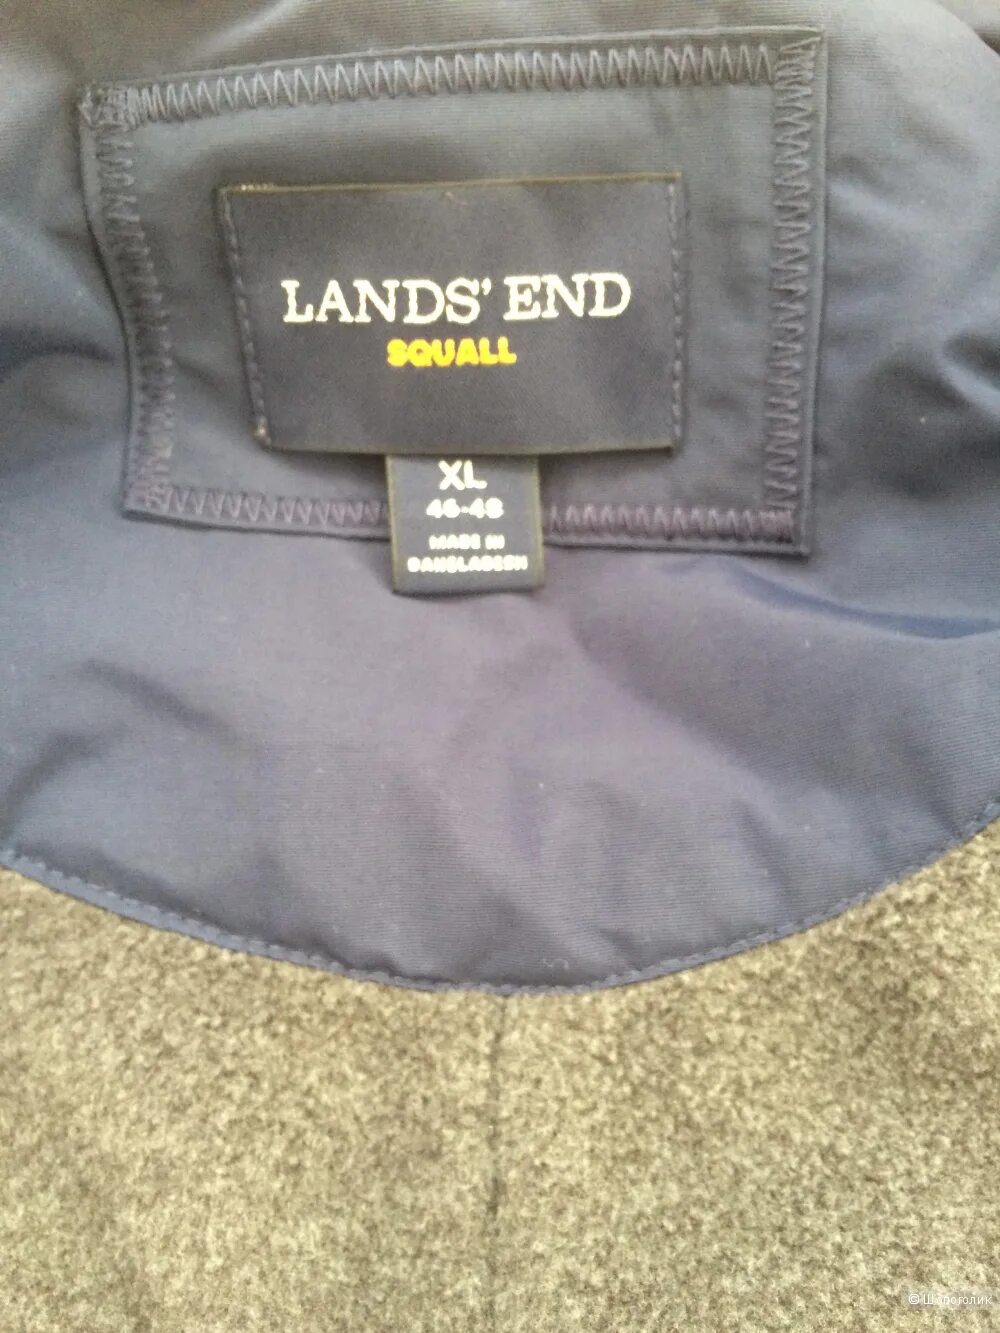 LANDS' END
SQUALL
XL
46-48
MADE IN
BANGLADESH
© Шопоголик